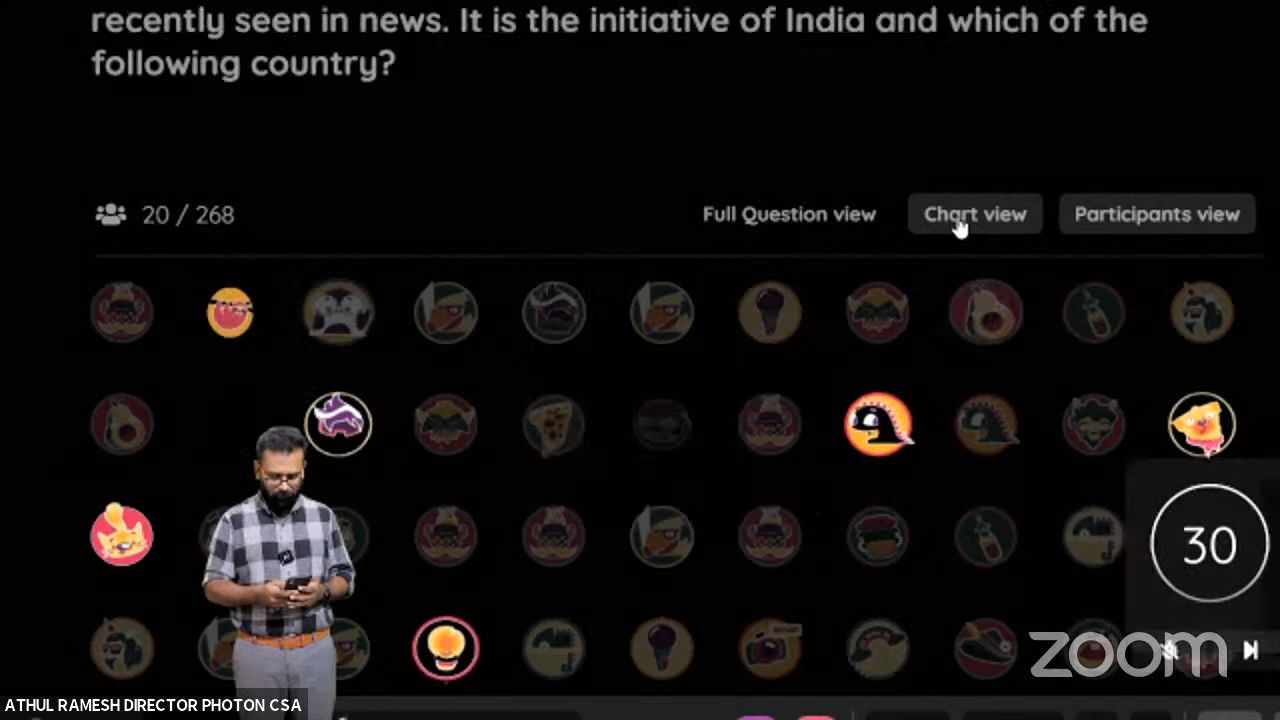 recently seen in news. It is the initiative of India and which of the
following country?
20 / 268
Full Question view
Chart view
Participants view
30
zoom
ATHUL RAMESH DIRECTOR PHOTON CSA